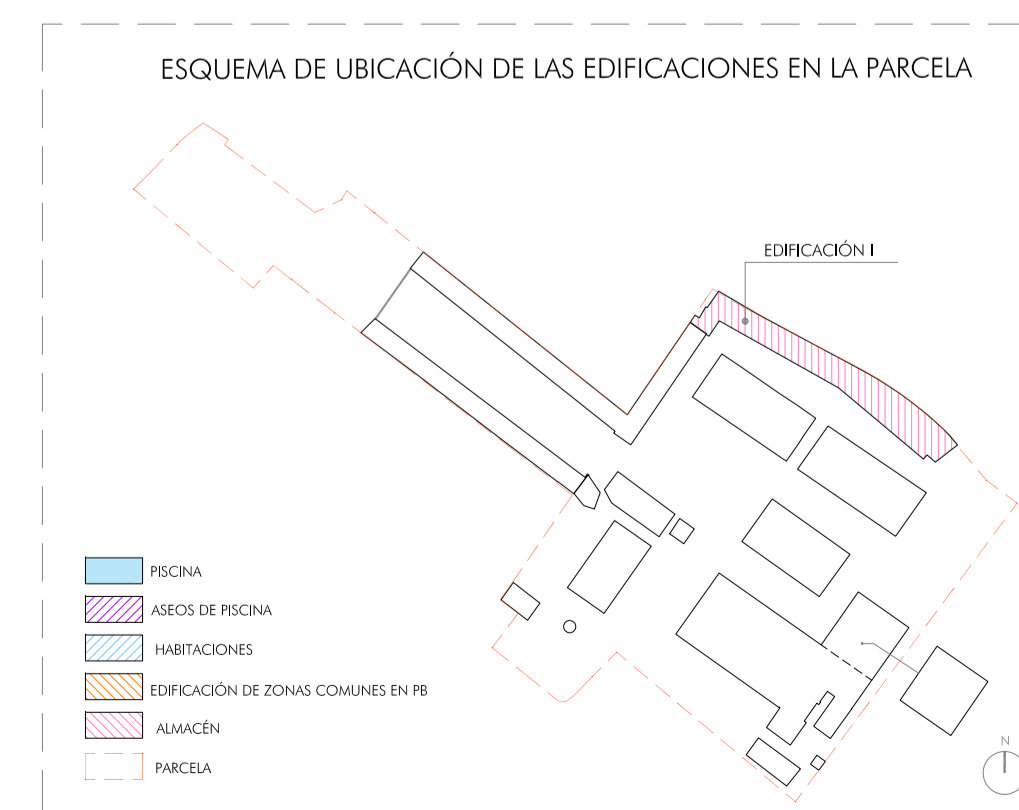 ESQUEMA DE UBICACIÓN DE LAS EDIFICACIONES EN LA PARCELA
EDIFICACIÓN I
PISCINA
ASEOS DE PISCINA
HABITACIONES
EDIFICACIÓN DE ZONAS COMUNES EN PB
ALMACÉN
PARCELA
N